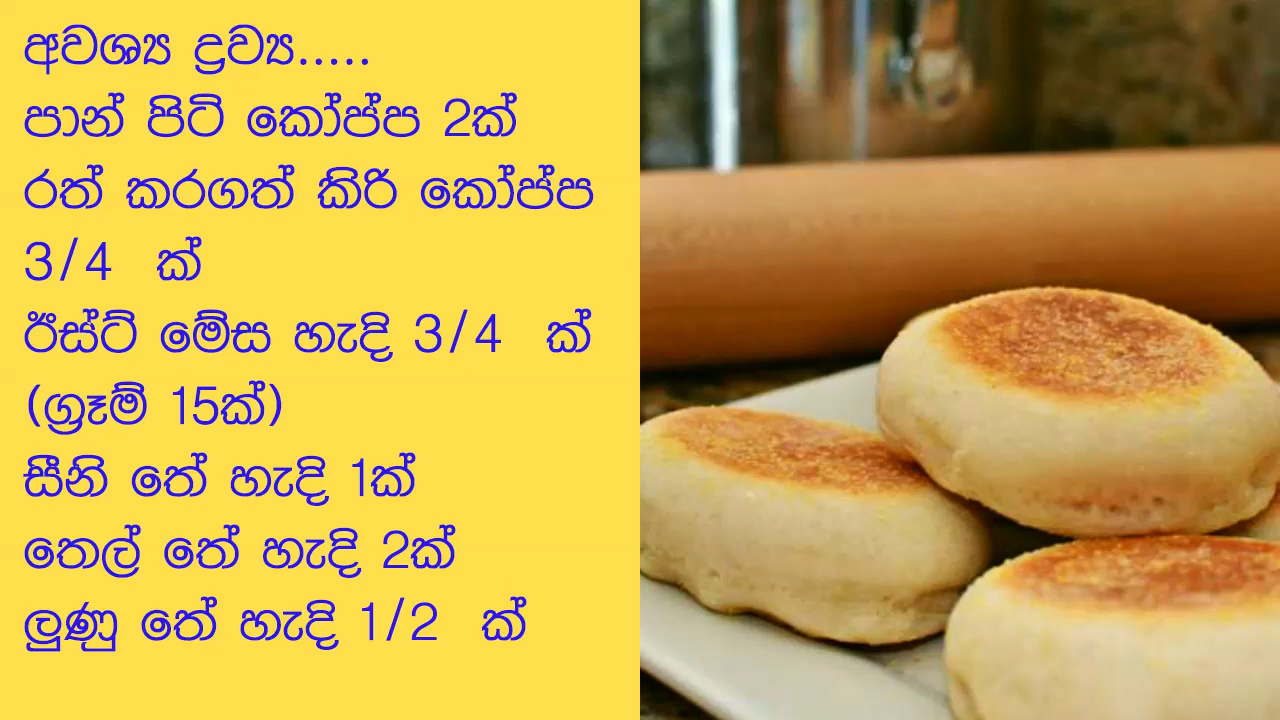 අවශ්‍ය ද්‍රව්‍ය.....
පාන් පිටි කෝප්ප 2ක්
රත් කරගත් කිරි කෝප්ප
3/4 ක්
ඊස්ට් මේස හැදි 3/4 ක්
(ග්‍රෑම් 15ක්)
සීනි තේ හැදි 1ක්
තෙල් තේ හැදි 2ක්
ලුණු තේ හැදි 1/2 ක්